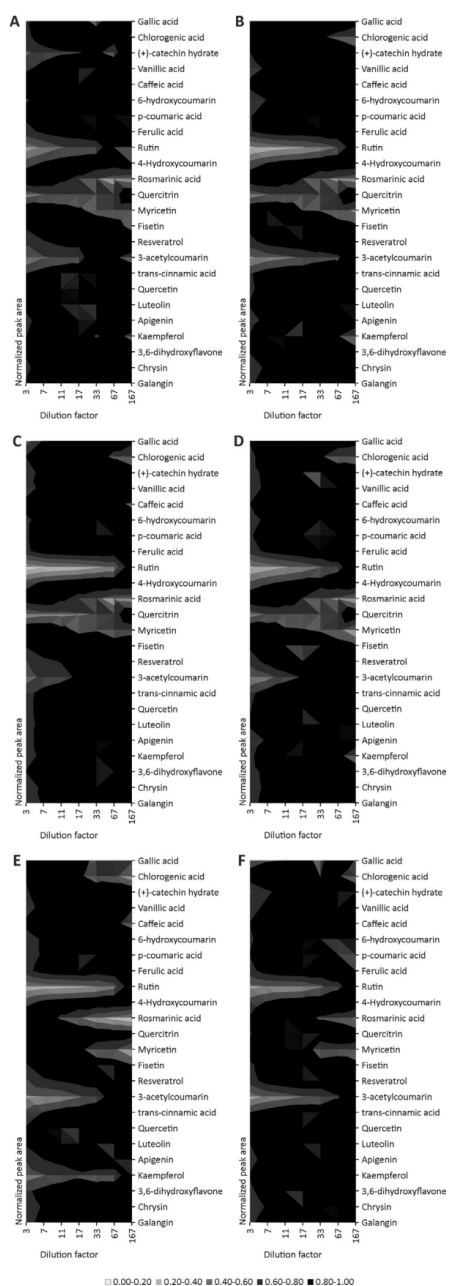 A
Gallic acid
Chlorogenic acid
(+)-catechin hydrate
Vanillic acid
Caffeic acid
6-hydroxycoumarin
p-coumaric acid
Ferulic acid
Rutin
4-Hydroxycoumarin
Rosmarinic acid
Quercitrin
Myricetin
Fisetin
Resveratrol
3-acetylcoumarin
trans-cinnamic acid
Quercetin
Luteolin
Apigenin
Kaempferol
3,6-dihydroxyflavone
Chrysin
Galangin
Normalized peak area
3 7 11 17 33 67 167
Dilution factor
B
Gallic acid
Chlorogenic acid
(+)-catechin hydrate
Vanillic acid
Caffeic acid
6-hydroxycoumarin
p-coumaric acid
Ferulic acid
Rutin
4-Hydroxycoumarin
Rosmarinic acid
Quercitrin
Myricetin
Fisetin
Resveratrol
3-acetylcoumarin
trans-cinnamic acid
Quercetin
Luteolin
Apigenin
Kaempferol
3,6-dihydroxyflavone
Chrysin
Galangin
Normalized peak area
3 7 11 17 33 67 167
Dilution factor
C
Gallic acid
Chlorogenic acid
(+)-catechin hydrate
Vanillic acid
Caffeic acid
6-hydroxycoumarin
p-coumaric acid
Ferulic acid
Rutin
4-Hydroxycoumarin
Rosmarinic acid
Quercitrin
Myricetin
Fisetin
Resveratrol
3-acetylcoumarin
trans-cinnamic acid
Quercetin
Luteolin
Apigenin
Kaempferol
3,6-dihydroxyflavone
Chrysin
Galangin
Normalized peak area
3 7 11 17 33 67 167
Dilution factor
D
Gallic acid
Chlorogenic acid
(+)-catechin hydrate
Vanillic acid
Caffeic acid
6-hydroxycoumarin
p-coumaric acid
Ferulic acid
Rutin
4-Hydroxycoumarin
Rosmarinic acid
Quercitrin
Myricetin
Fisetin
Resveratrol
3-acetylcoumarin
trans-cinnamic acid
Quercetin
Luteolin
Apigenin
Kaempferol
3,6-dihydroxyflavone
Chrysin
Galangin
Normalized peak area
3 7 11 17 33 67 167
Dilution factor
E
Gallic acid
Chlorogenic acid
(+)-catechin hydrate
Vanillic acid
Caffeic acid
6-hydroxycoumarin
p-coumaric acid
Ferulic acid
Rutin
4-Hydroxycoumarin
Rosmarinic acid
Quercitrin
Myricetin
Fisetin
Resveratrol
3-acetylcoumarin
trans-cinnamic acid
Quercetin
Luteolin
Apigenin
Kaempferol
3,6-dihydroxyflavone
Chrysin
Galangin
Normalized peak area
3 7 11 17 33 67 167
Dilution factor
F
Gallic acid
Chlorogenic acid
(+)-catechin hydrate
Vanillic acid
Caffeic acid
6-hydroxycoumarin
p-coumaric acid
Ferulic acid
Rutin
4-Hydroxycoumarin
Rosmarinic acid
Quercitrin
Myricetin
Fisetin
Resveratrol
3-acetylcoumarin
trans-cinnamic acid
Quercetin
Luteolin
Apigenin
Kaempferol
3,6-dihydroxyflavone
Chrysin
Galangin
Normalized peak area
3 7 11 17 33 67 167
Dilution factor
0.00-0.20 0.20-0.40 0.40-0.60 0.60-0.80 0.80-1.00